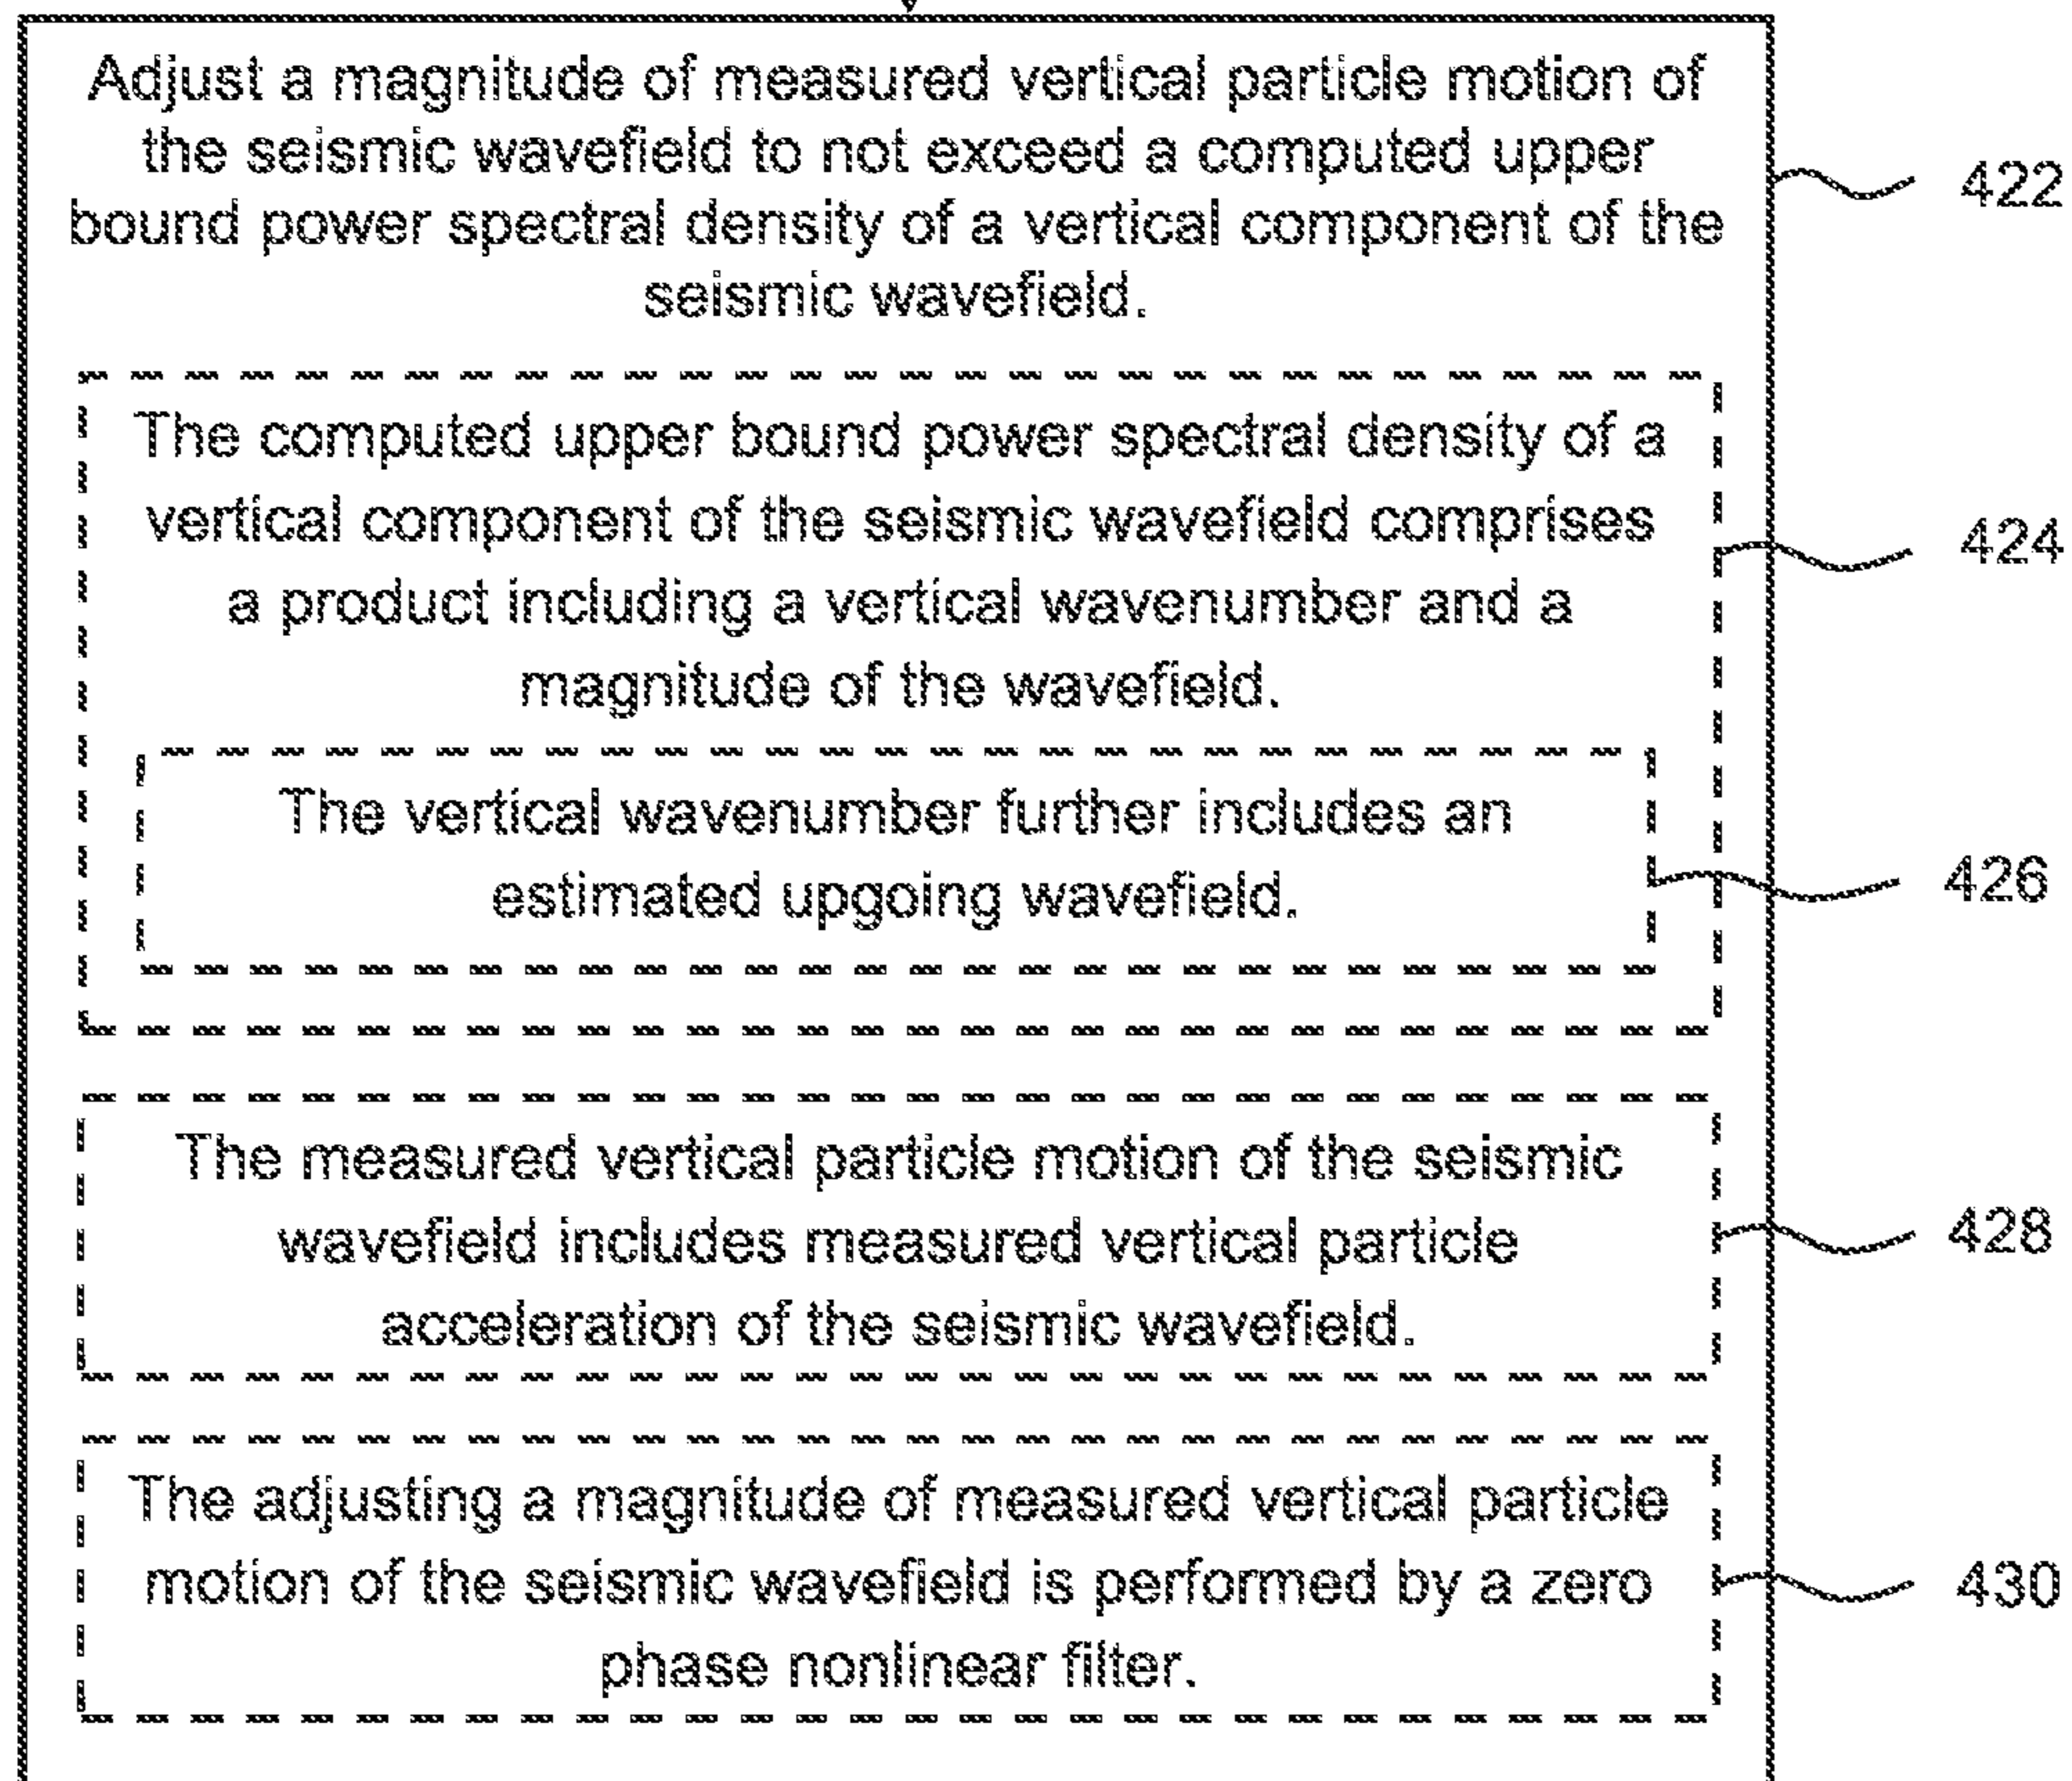 Adjust a magnitude of measured vertical particle motion of
the seismic wavefield to not exceed a computed upper
bound power spectral density of a vertical component of the
seismic wavefield.
422
The computed upper bound power spectral density of a
vertical component of the seismic wavefield comprises
a product including a vertical wavenumber and a
magnitude of the wavefield.
424
The vertical wavenumber further includes an
estimated upgoing wavefield.
426
The measured vertical particle motion of the seismic
wavefield includes measured vertical particle
acceleration of the seismic wavefield.
428
The adjusting a magnitude of measured vertical particle
motion of the seismic wavefield is performed by a zero
phase nonlinear filter.
430